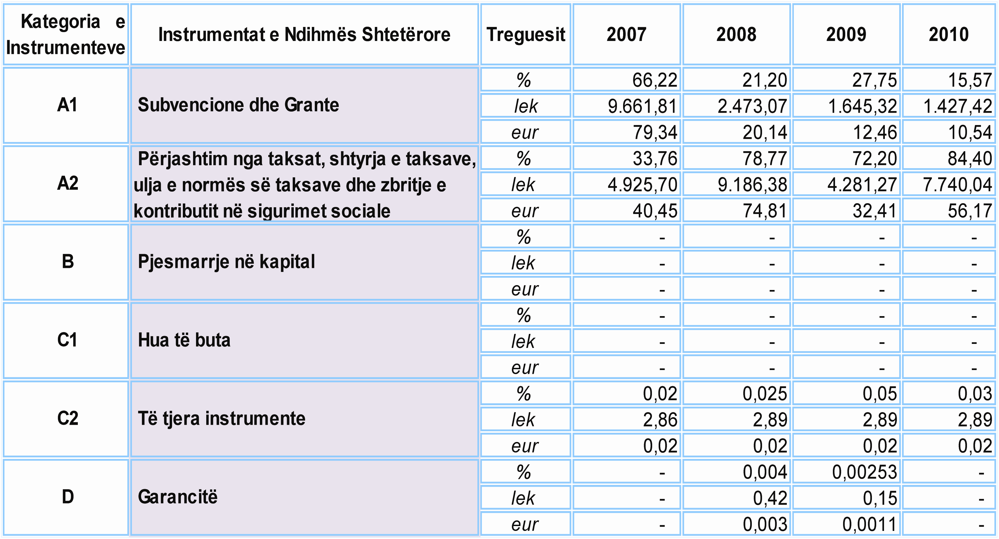 Kategoria e Instrumenteve Instrumentat e Ndihmës Shtetërore Treguesit 2007 2008 2009 2010
A1 Subvencione dhe Grante % 66,22 21,20 27,75 15,57
lek 9.661,81 2.473,07 1.645,32 1.427,42
eur 79,34 20,14 12,46 10,54
A2 Përjashtim nga taksat, shtyrja e taksave, % 33,76 78,77 72,20 84,40
ulja e normës së taksave dhe zbritje e lek 4.925,70 9.186,38 4.281,27 7.740,04
kontributit në sigurimet sociale eur 40,45 74,81 32,41 56,17
B Pjesmarrje në kapital % - - - -
lek - - - -
eur - - - -
C1 Hua të buta % - - - -
lek - - - -
eur - - - -
C2 Të tjera instrumente % 0,02 0,025 0,05 0,03
lek 2,86 2,89 2,89 2,89
eur 0,02 0,02 0,02 0,02
D Garancitë % - 0,004 0,00253 -
lek - 0,42 0,15 -
eur - 0,003 0,0011 -